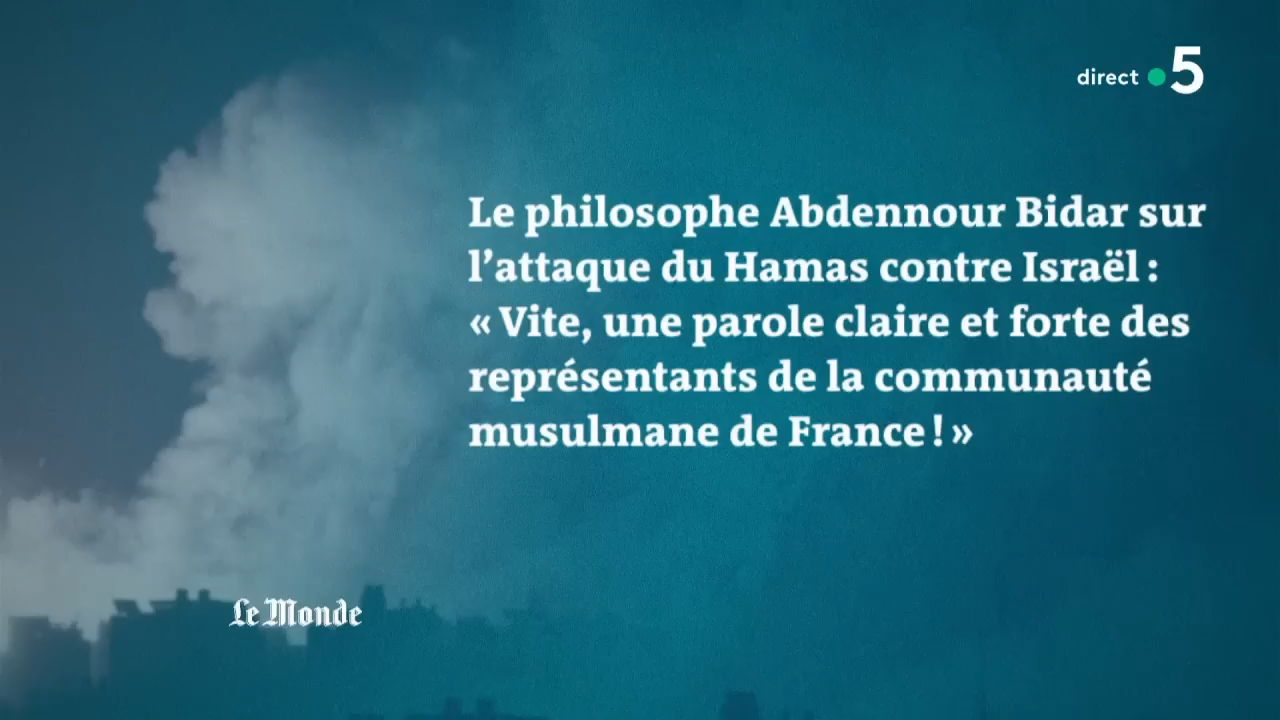 direct 5
Le philosophe Abdennour Bidar sur
l’attaque du Hamas contre Israël :
« Vite, une parole claire et forte des
représentants de la communauté
musulmane de France ! »
Le Monde